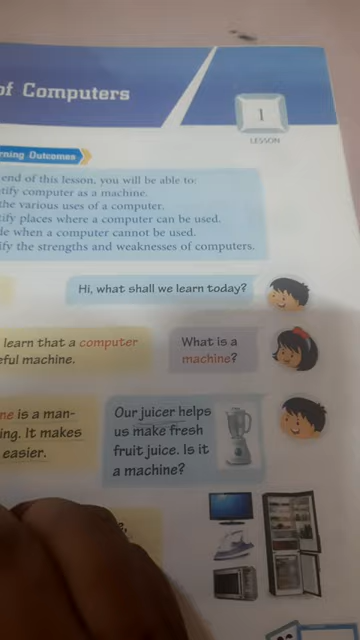 of Computers
1
LESSON
rning Outcomes
end of this lesson, you will be able to:
tify computer as a machine.
the various uses of a computer.
ify places where a computer can be used.
de when a computer cannot be used.
ify the strengths and weaknesses of computers.
Hi, what shall we learn today?
learn that a computer
eful machine.
What is a
machine?
ne is a man-
ing. It makes
easier.
Our juicer helps
us make fresh
fruit juice. Is it
a machine?